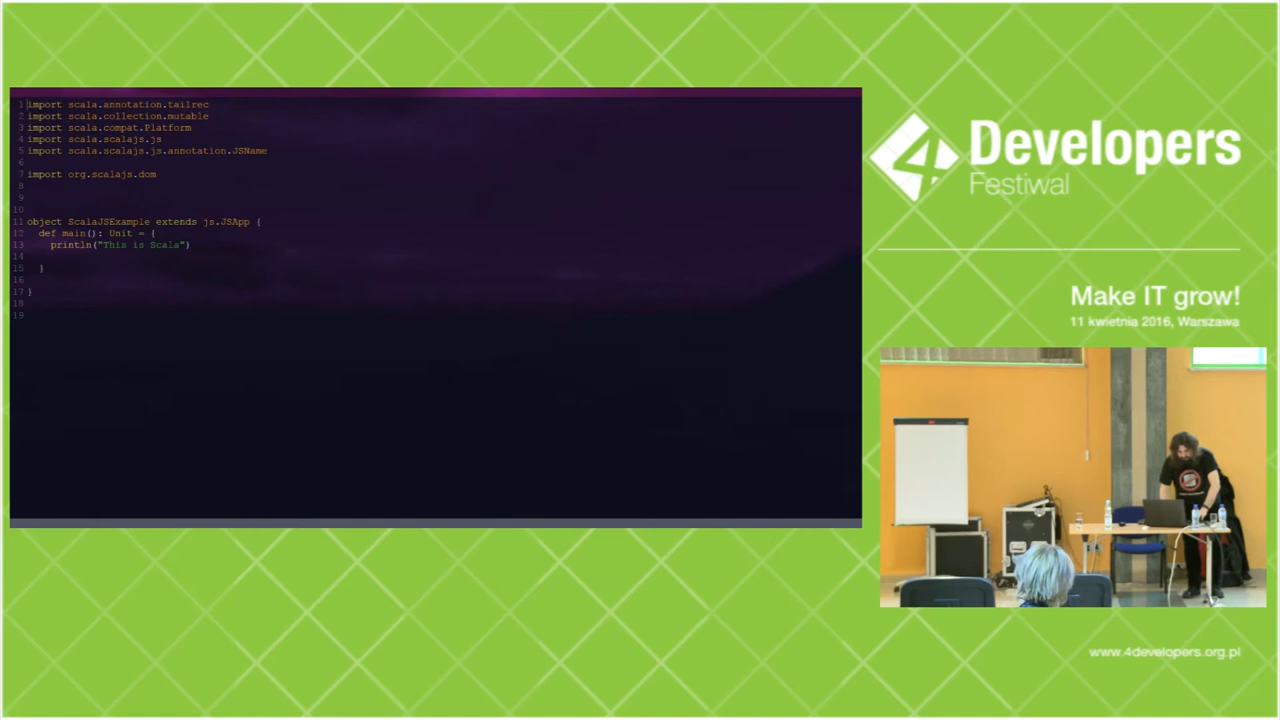 1 import scala.annotation.tailrec
2 import scala.collection.mutable
3 import scala.compat.Platform
4 import scala.scalajs.js
5 import scala.scalajs.js.annotation.JSName
6
7 import org.scalajs.dom
8
9
10
11 object ScalaJSExample extends js.JSApp {
12 def main(): Unit = {
13 println("This is Scala")
14
15 }
16
17 }
18
19
4Developers
Festiwal
Make IT grow!
11 kwietnia 2016, Warszawa
www.4developers.org.pl